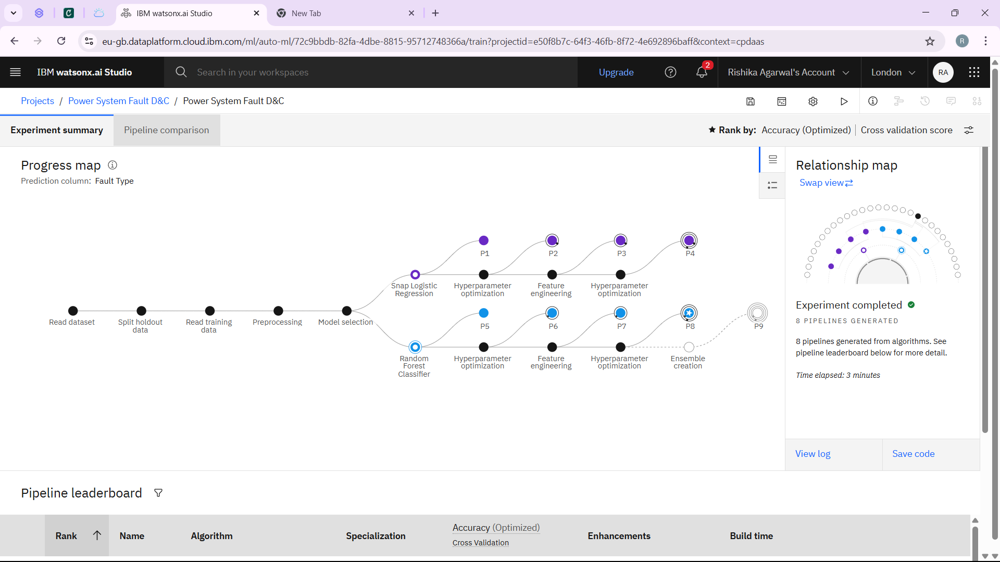 IBM watsonx.ai Studio
New Tab
eu-gb.dataplatform.cloud.ibm.com/ml/auto-ml/72c9bbdb-82fa-4dbe-8815-95712748366a/train?projectid=e50f8b7c-64f3-46fb-8f72-4e692896baff&context=cpdaas
R
IBM watsonx.ai Studio
Search in your workspaces
Upgrade
2
Rishika Agarwal's Account
London
RA
Projects / Power System Fault D&C / Power System Fault D&C
Experiment summary
Pipeline comparison
Rank by: Accuracy (Optimized) | Cross validation score
Progress map
Prediction column: Fault Type
Relationship map
Swap view
P1
P2
P3
P4
Snap Logistic
Regression
Hyperparameter
optimization
Feature
engineering
Hyperparameter
optimization
Read dataset
Split holdout
data
Read training
data
Preprocessing
Model selection
P5
P6
P7
P8
P9
Random
Forest
Classifier
Hyperparameter
optimization
Feature
engineering
Hyperparameter
optimization
Ensemble
creation
Experiment completed
8 PIPELINES GENERATED
8 pipelines generated from algorithms. See
pipeline leaderboard below for more detail.
Time elapsed: 3 minutes
View log
Save code
Pipeline leaderboard
Rank
Name
Algorithm
Specialization
Accuracy (Optimized)
Cross Validation
Enhancements
Build time